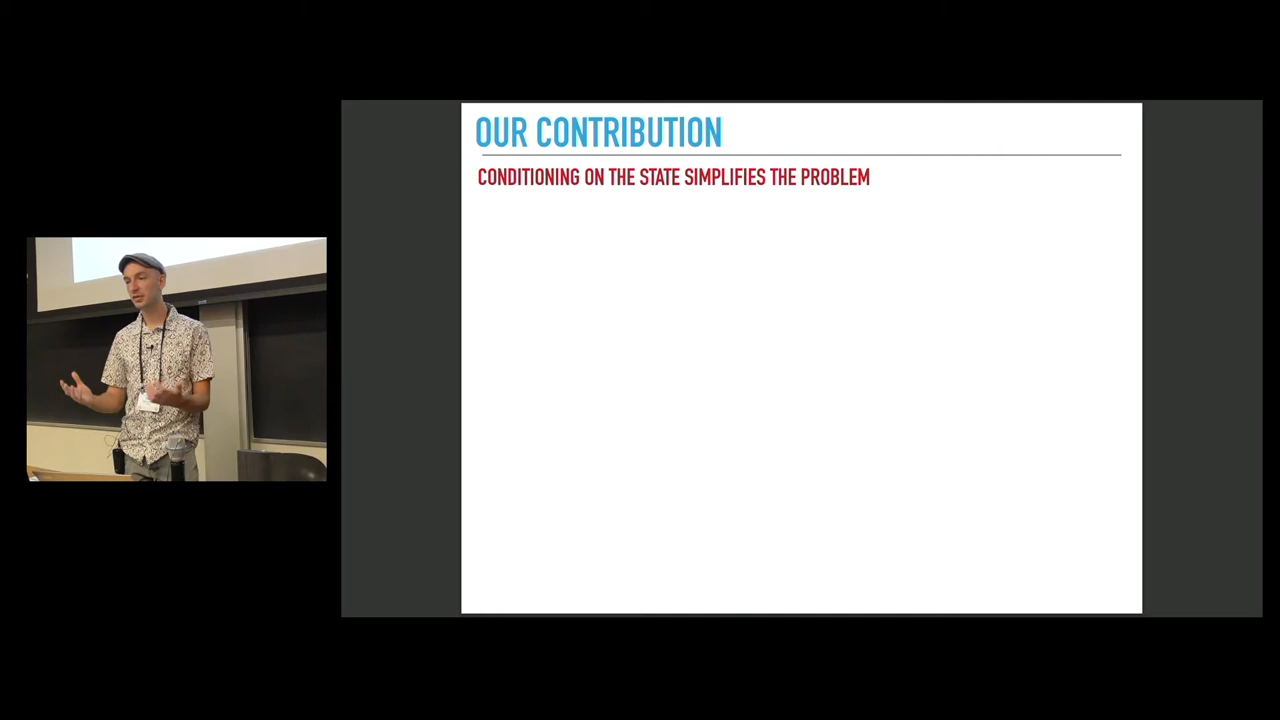 OUR CONTRIBUTION
CONDITIONING ON THE STATE SIMPLIFIES THE PROBLEM